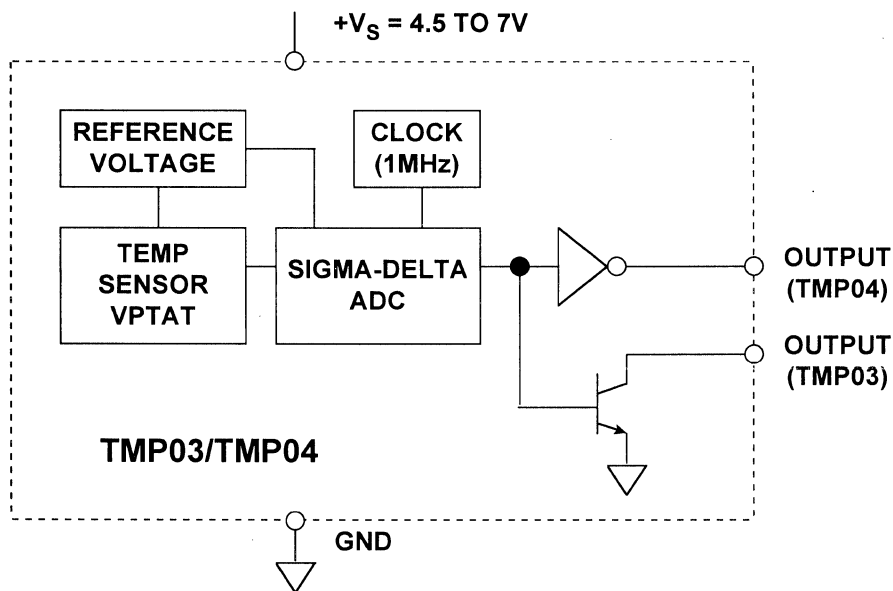 +VS = 4.5 TO 7V
REFERENCE
VOLTAGE
CLOCK
(1MHz)
TEMP
SENSOR
VPTAT
SIGMA-DELTA
ADC
OUTPUT
(TMP04)
OUTPUT
(TMP03)
TMP03/TMP04
GND